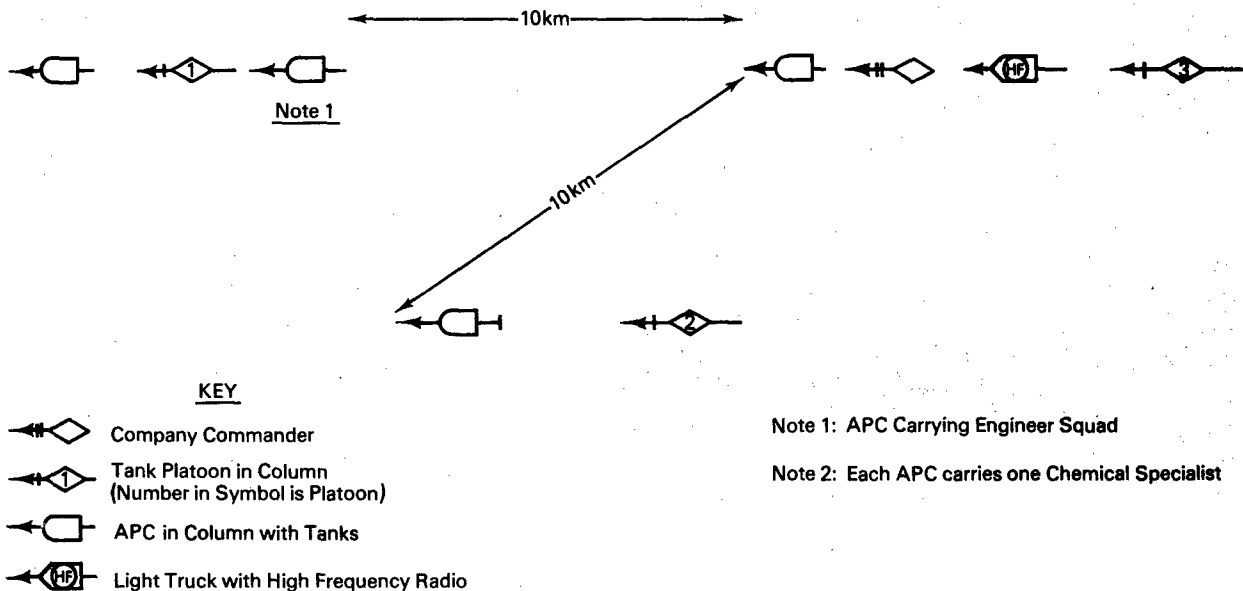 10km
1
HF
3
Note 1
10km
2
KEY
Company Commander
1
Tank Platoon in Column
(Number in Symbol is Platoon)
APC in Column with Tanks
HF
Light Truck with High Frequency Radio
Note 1: APC Carrying Engineer Squad
Note 2: Each APC carries one Chemical Specialist